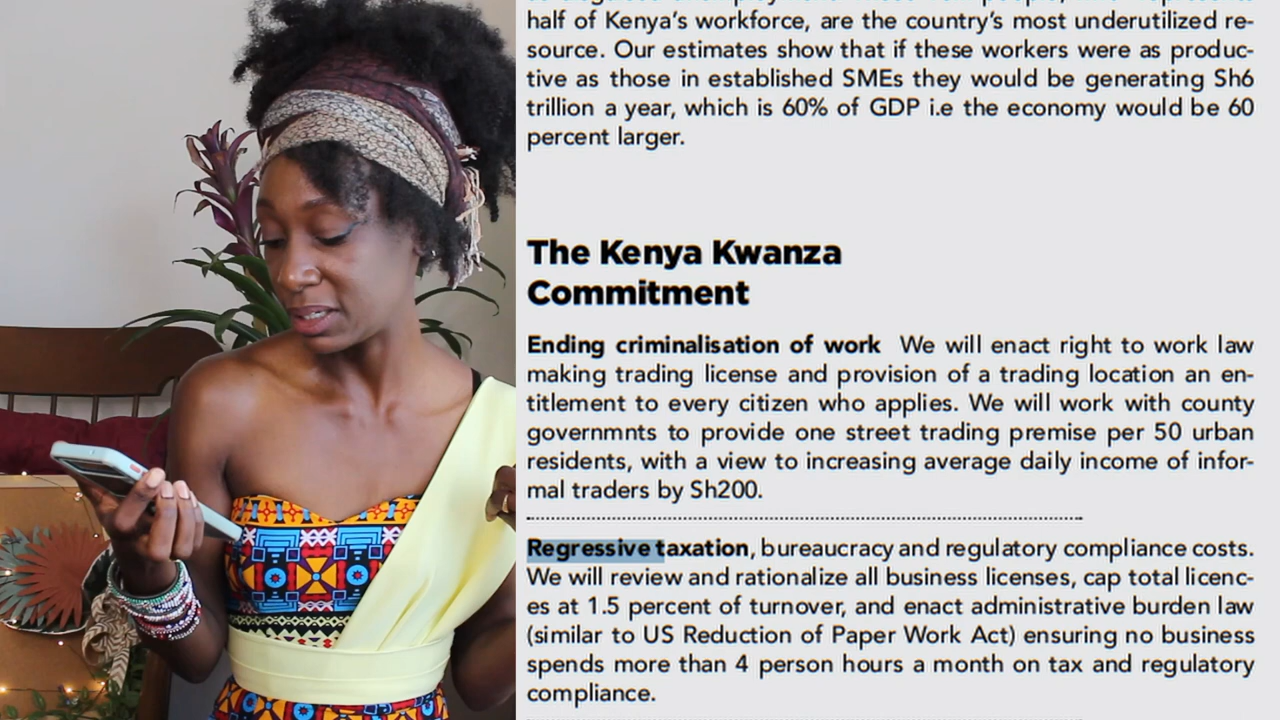 half of Kenya's workforce, are the country's most underutilized re-
source. Our estimates show that if these workers were as produc-
tive as those in established SMEs they would be generating Sh6
trillion a year, which is 60% of GDP i.e the economy would be 60
percent larger.
The Kenya Kwanza
Commitment
Ending criminalisation of work We will enact right to work law
making trading license and provision of a trading location an en-
titlement to every citizen who applies. We will work with county
governmnts to provide one street trading premise per 50 urban
residents, with a view to increasing average daily income of infor-
mal traders by Sh200.
Regressive taxation, bureaucracy and regulatory compliance costs.
We will review and rationalize all business licenses, cap total licenc-
es at 1.5 percent of turnover, and enact administrative burden law
(similar to US Reduction of Paper Work Act) ensuring no business
spends more than 4 person hours a month on tax and regulatory
compliance.